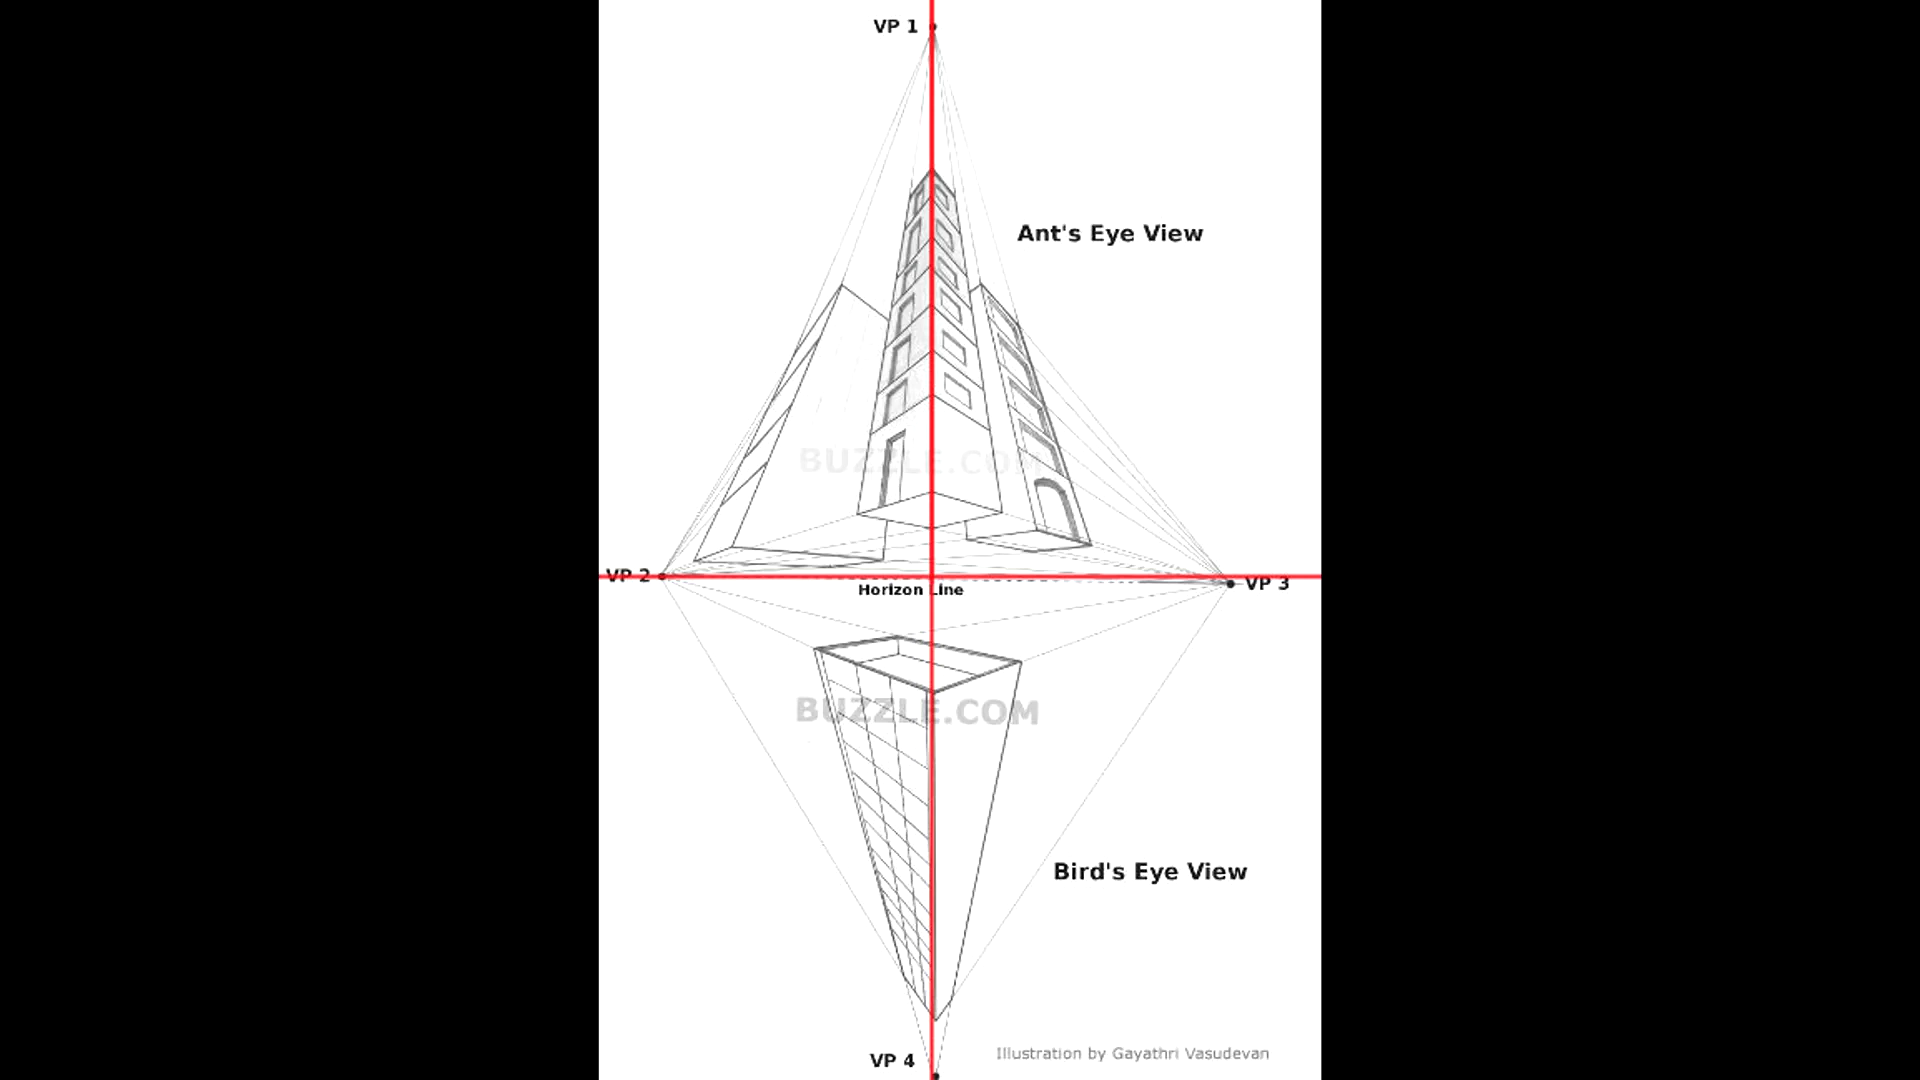 VP 1
Ant's Eye View
BUZZLE.COM
VP 2
VP 3
Horizon Line
BUZZLE.COM
Bird's Eye View
Illustration by Gayathri Vasudevan
VP 4